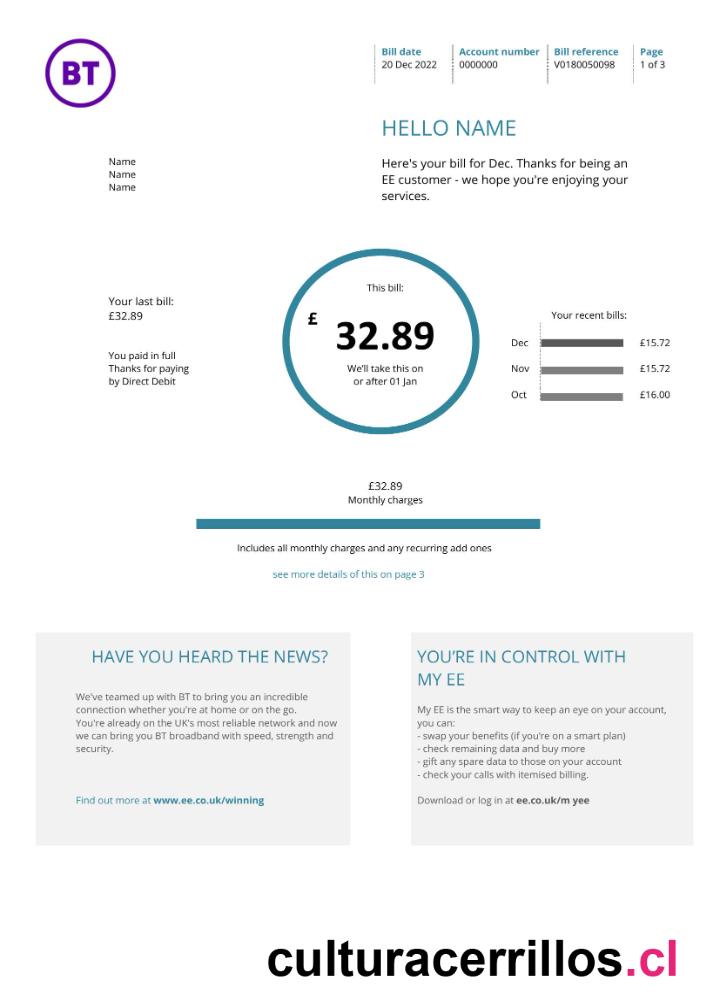 BT
Bill date
20 Dec 2022
Account number
0000000
Bill reference
V0180050098
Page
1 of 3
HELLO NAME
Name
Name
Name
Here's your bill for Dec. Thanks for being an
EE customer - we hope you're enjoying your
services.
Your last bill:
£32.89
You paid in full
Thanks for paying
by Direct Debit
This bill:
£
32.89
We'll take this on
or after 01 Jan
Your recent bills:
Dec £15.72
Nov £15.72
Oct £16.00
£32.89
Monthly charges
Includes all monthly charges and any recurring add ones
see more details of this on page 3
HAVE YOU HEARD THE NEWS?
We've teamed up with BT to bring you an incredible
connection whether you're at home or on the go.
You're already on the UK's most reliable network and now
we can bring you BT broadband with speed, strength and
security.
Find out more at www.ee.co.uk/winning
YOU'RE IN CONTROL WITH
MY EE
My EE is the smart way to keep an eye on your account,
you can:
- swap your benefits (if you're on a smart plan)
- check remaining data and buy more
- gift any spare data to those on your account
- check your calls with itemised billing.
Download or log in at ee.co.uk/m yee
culturacerrillos.cl